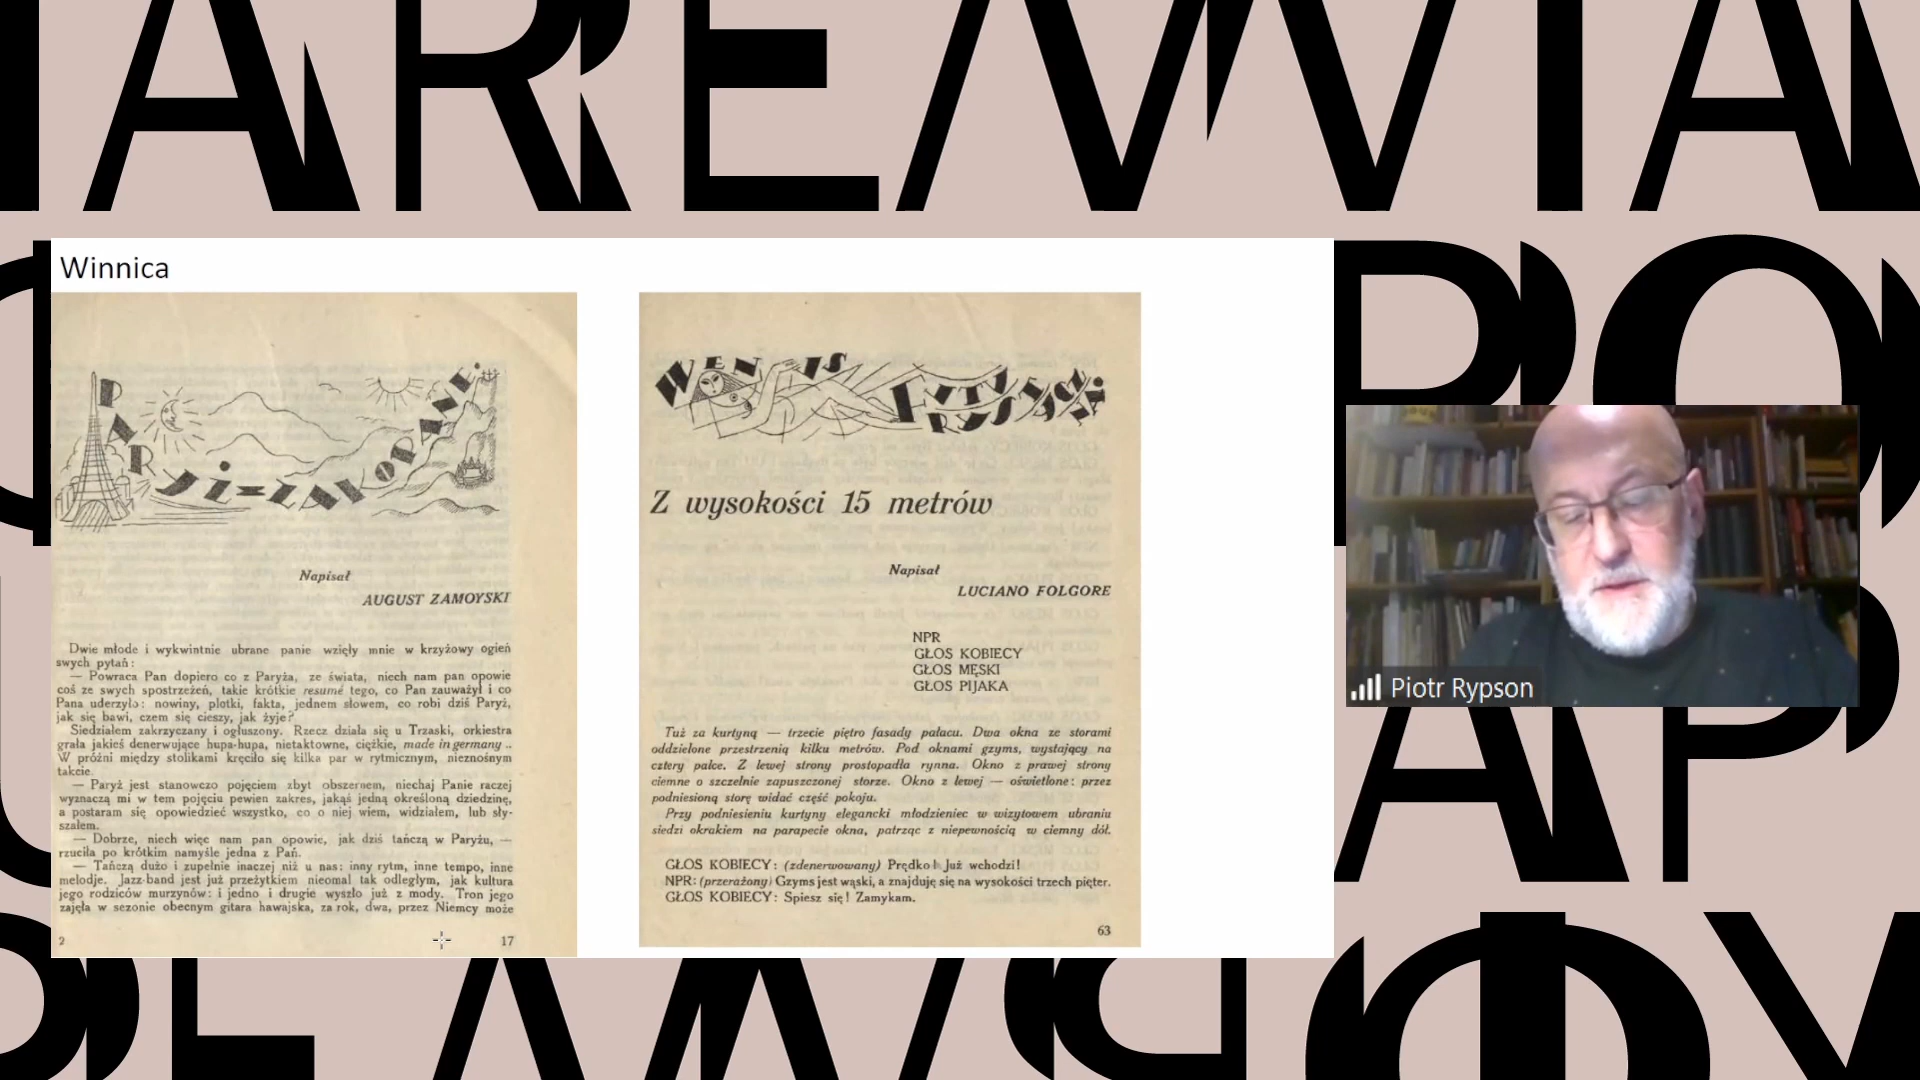 Winnica
PARYŻ=ZAKOPANE.
Napisał
AUGUST ZAMOYSKI
Dwie młode i wykwintnie ubrane panie wzięły mnie w krzyżowy ogień
swych pytań:
— Powraca Pan dopiero co z Paryża, ze świata, niech nam pan opowie
coś ze swych spostrzeżeń, takie krótkie resumé tego, co Pan zauważył i co
Pana uderzyło: nowiny, plotki, fakta, jednem słowem, co robi dziś Paryż,
jak się bawi, czem się cieszy, jak żyje?
Siedziałem zakrzyczany i ogłuszony. Rzecz działa się u Trzaski, orkiestra
grała jakieś denerwujące hupa-hupa, nietaktowne, ciężkie, made in germany ..
W próżni między stolikami kręciło się kilka par w rytmicznym, nieznośnym
takcie.
— Paryż jest stanowczo pojęciem zbyt obszernem, niechaj Panie raczej
wyznaczą mi w tem pojęciu pewien zakres, jakąś jedną określoną dziedzinę,
a postaram się opowiedzieć wszystko, co o niej wiem, widziałem, lub sły-
szałem.
— Dobrze, niech więc nam pan opowie, jak dziś tańczą w Paryżu, —
rzuciła po krótkim namyśle jedna z Pań.
— Tańczą dużo i zupełnie inaczej niż u nas: inny rytm, inne tempo, inne
melodje. Jazz-band jest już przeżytkiem nieomal tak odległym, jak kultura
jego rodziców murzynów: i jedno i drugie wyszło już z mody. Tron jego
zajęła w sezonie obecnym gitara hawajska, za rok, dwa, przez Niemcy może
2 17
WENUS FUTURYSTYCZNA
Z wysokości 15 metrów
Napisał
LUCIANO FOLGORE
NPR
GŁOS KOBIECY
GŁOS MĘSKI
GŁOS PIJAKA
Tuż za kurtyną — trzecie piętro fasady pałacu. Dwa okna ze storami
oddzielone przestrzenią kilku metrów. Pod oknami gzyms, wystający na
cztery palce. Z lewej strony prostopadła rynna. Okno z prawej strony
ciemne o szczelnie zapuszczonej storze. Okno z lewej — oświetlone: przez
podniesioną storę widać część pokoju.
Przy podniesieniu kurtyny elegancki młodzieniec w wizytowem ubraniu
siedzi okrakiem na parapecie okna, patrząc z niepewnością w ciemny dół.
GŁOS KOBIECY: (zdenerwowany) Prędko! Już wchodzi!
NPR: (przerażony) Gzyms jest wąski, a znajduję się na wysokości trzech pięter.
GŁOS KOBIECY: Spiesz się! Zamykam.
63
Piotr Rypson